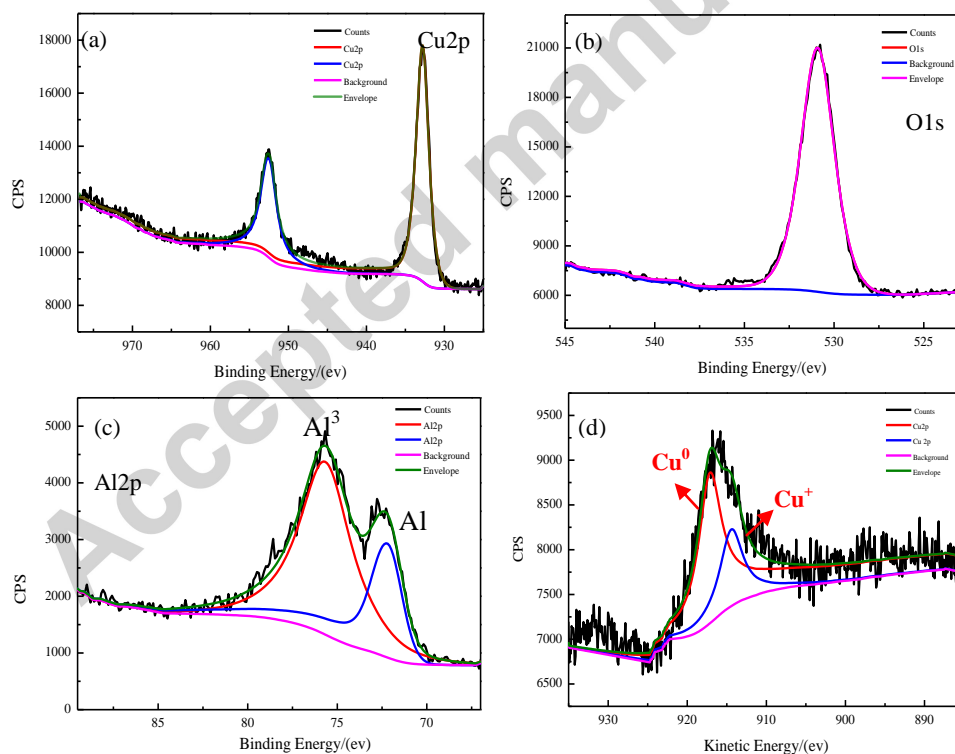 (a)
Cu2p
Counts
Cu2p
Cu2p
Background
Envelope
18000
16000
14000
12000
10000
8000
CPS
970
960
950
940
930
Binding Energy/(ev)
(b)
O1s
Counts
O1s
Background
Envelope
21000
18000
15000
12000
9000
6000
CPS
545
540
535
530
525
Binding Energy/(ev)
(c)
Al2p
Al3
Al
Counts
Al2p
Al2p
Background
Envelope
5000
4000
3000
2000
1000
0
CPS
85
80
75
70
Binding Energy/(ev)
(d)
Cu0
Cu+
Counts
Cu2p
Cu 2p
Background
Envelope
9500
9000
8500
8000
7500
7000
6500
CPS
930
920
910
900
890
Kinetic Energy/(ev)
Accepted manu